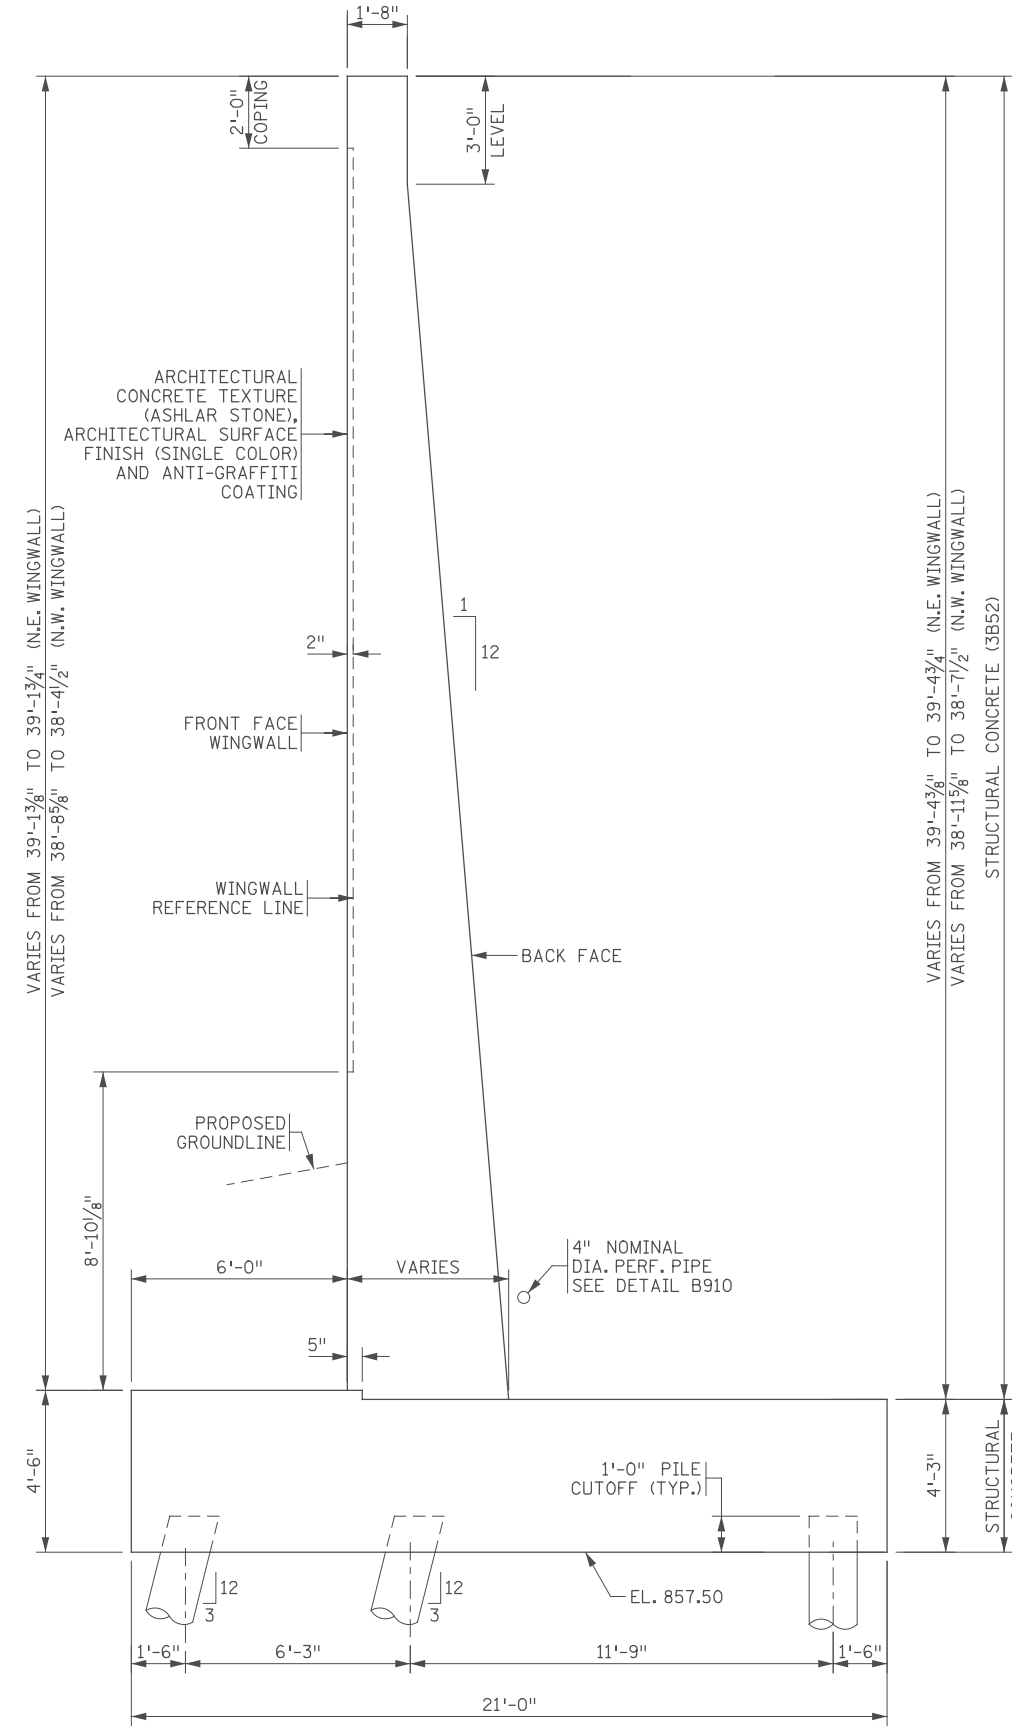 1'-8"
2'-0"
COPING
3'-0"
LEVEL
ARCHITECTURAL
CONCRETE TEXTURE
(ASHLAR STONE),
ARCHITECTURAL SURFACE
FINISH (SINGLE COLOR)
AND ANTI-GRAFFITI
COATING
VARIES FROM 39'-1⅜" TO 39'-1¾" (N.E. WINGWALL)
VARIES FROM 38'-8⅝" TO 38'-4½" (N.W. WINGWALL)
VARIES FROM 39'-4⅜" TO 39'-4¾" (N.E. WINGWALL)
VARIES FROM 38'-11⅝" TO 38'-7½" (N.W. WINGWALL)
STRUCTURAL CONCRETE (3B52)
1
12
2"
FRONT FACE
WINGWALL
WINGWALL
REFERENCE LINE
BACK FACE
PROPOSED
GROUNDLINE
8'-10⅛"
6'-0"
VARIES
4" NOMINAL
DIA. PERF. PIPE
SEE DETAIL B910
5"
4'-6"
1'-0" PILE
CUTOFF (TYP.)
4'-3"
STRUCTURAL
12
3
12
3
EL. 857.50
1'-6"
6'-3"
11'-9"
1'-6"
21'-0"